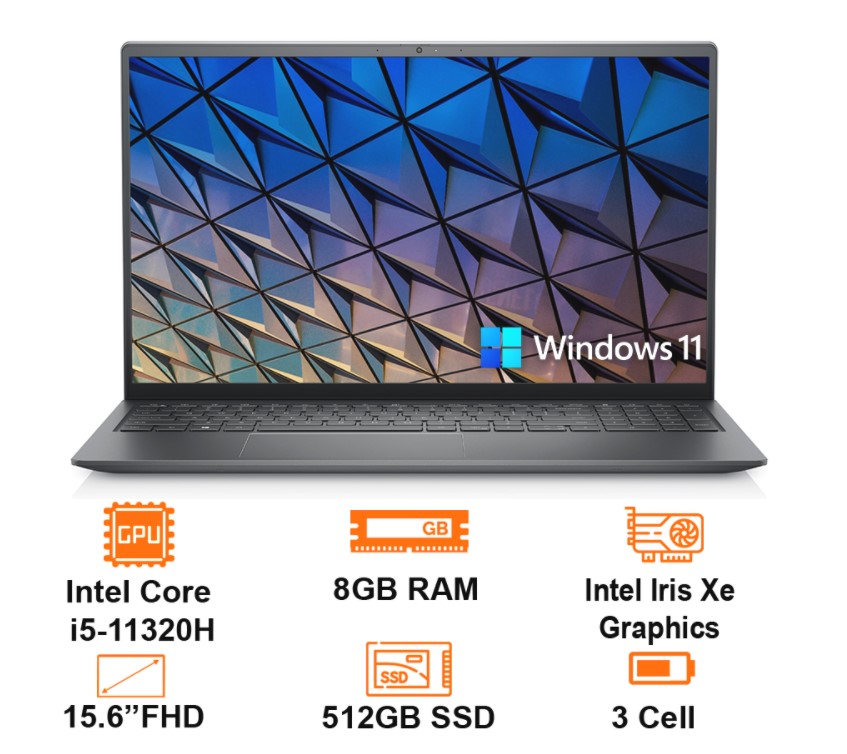 Windows 11
GPU
GB
Intel Core
i5-11320H
8GB RAM
Intel Iris Xe
Graphics
SSD
15.6”FHD
512GB SSD
3 Cell